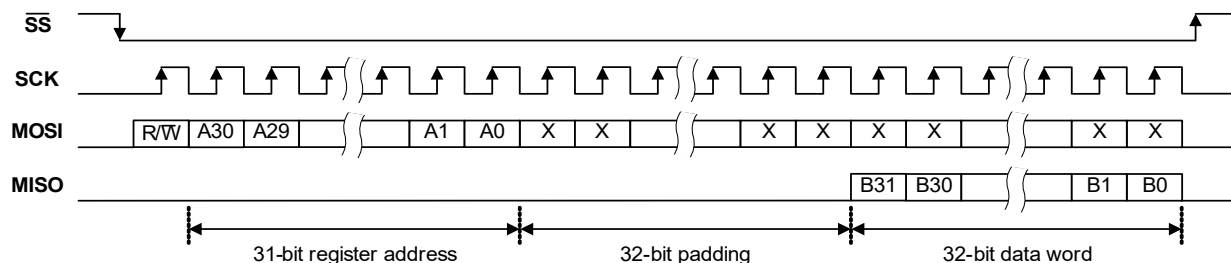 SS
SCK
MOSI R/W A30 A29 A1 A0 X X X X X X X X
MISO B31 B30 B1 B0
31-bit register address 32-bit padding 32-bit data word